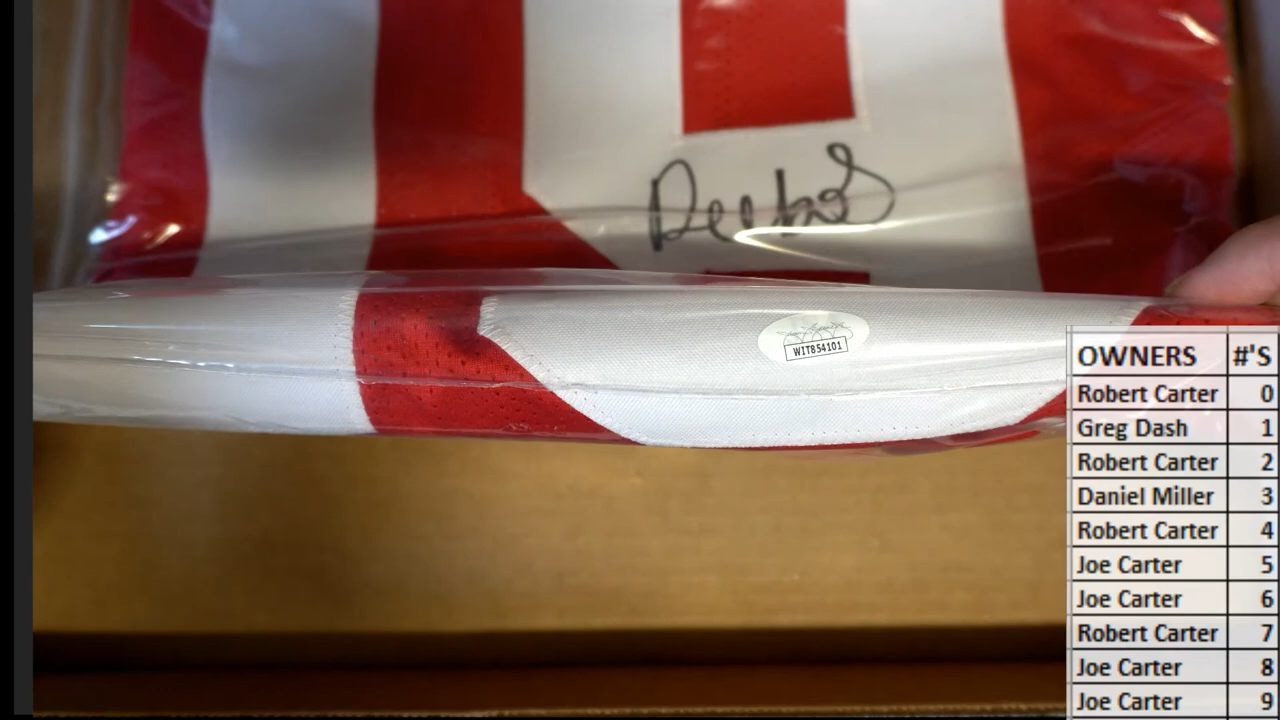 WIT854101
OWNERS #'S
Robert Carter 0
Greg Dash 1
Robert Carter 2
Daniel Miller 3
Robert Carter 4
Joe Carter 5
Joe Carter 6
Robert Carter 7
Joe Carter 8
Joe Carter 9